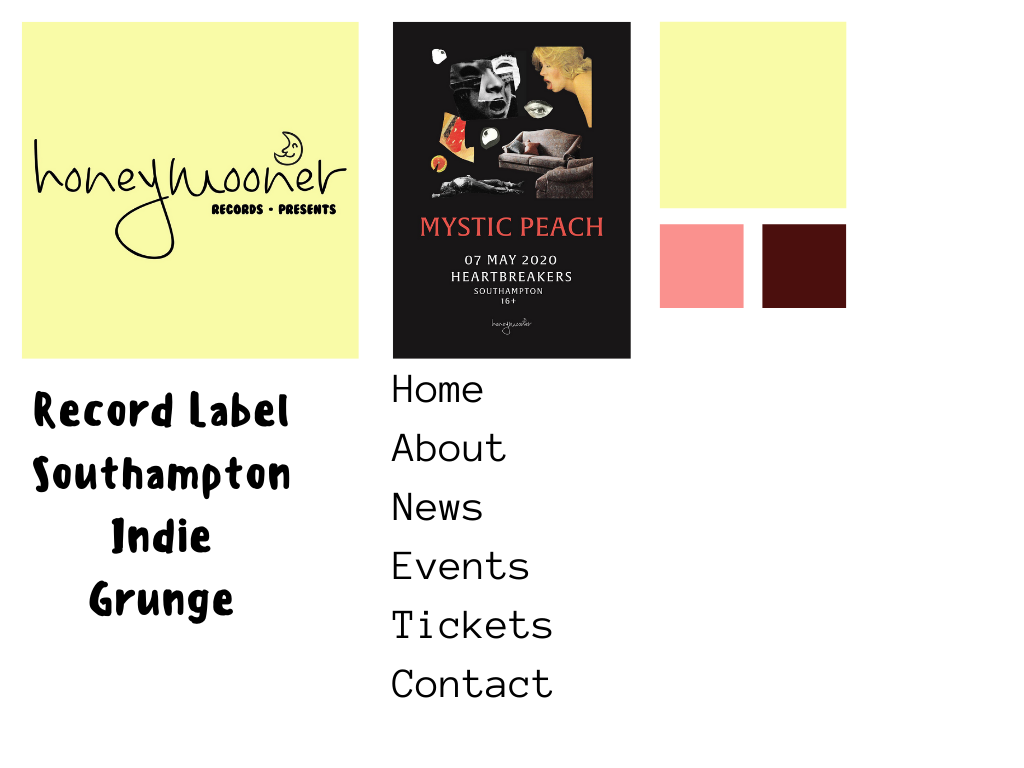 honeymooner
RECORDS - PRESENTS
MYSTIC PEACH
07 MAY 2020
HEARTBREAKERS
SOUTHAMPTON
16+
honeymooner
Record Label
Southampton
Indie
Grunge
Home
About
News
Events
Tickets
Contact